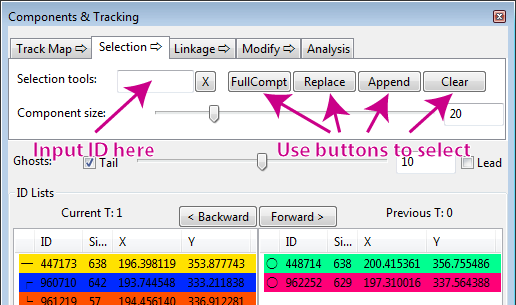 Components & Tracking
Track Map Selection Linkage Modify Analysis
Selection tools: X FullCompt Replace Append Clear
Component size: 20
Input ID here Use buttons to select
Ghosts: Tail 10 Lead
ID Lists
Current T: 1 < Backward Forward > Previous T: 0
ID Si... X Y ID Si... X Y
447173 638 196.398119 353.877743 448714 638 200.415361 356.755486
960710 642 193.744548 333.211838 962252 629 197.310016 337.564388
961219 57 194.456140 336.912281